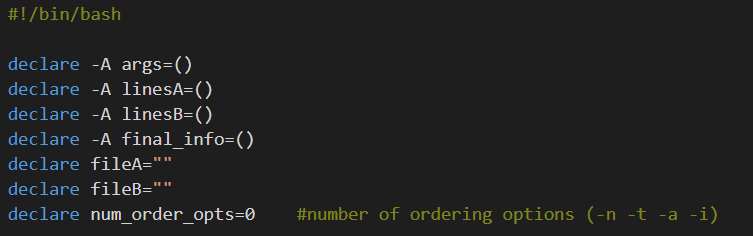 #!/bin/bash
declare -A args=()
declare -A linesA=()
declare -A linesB=()
declare -A final_info=()
declare fileA=""
declare fileB=""
declare num_order_opts=0    #number of ordering options (-n -t -a -i)